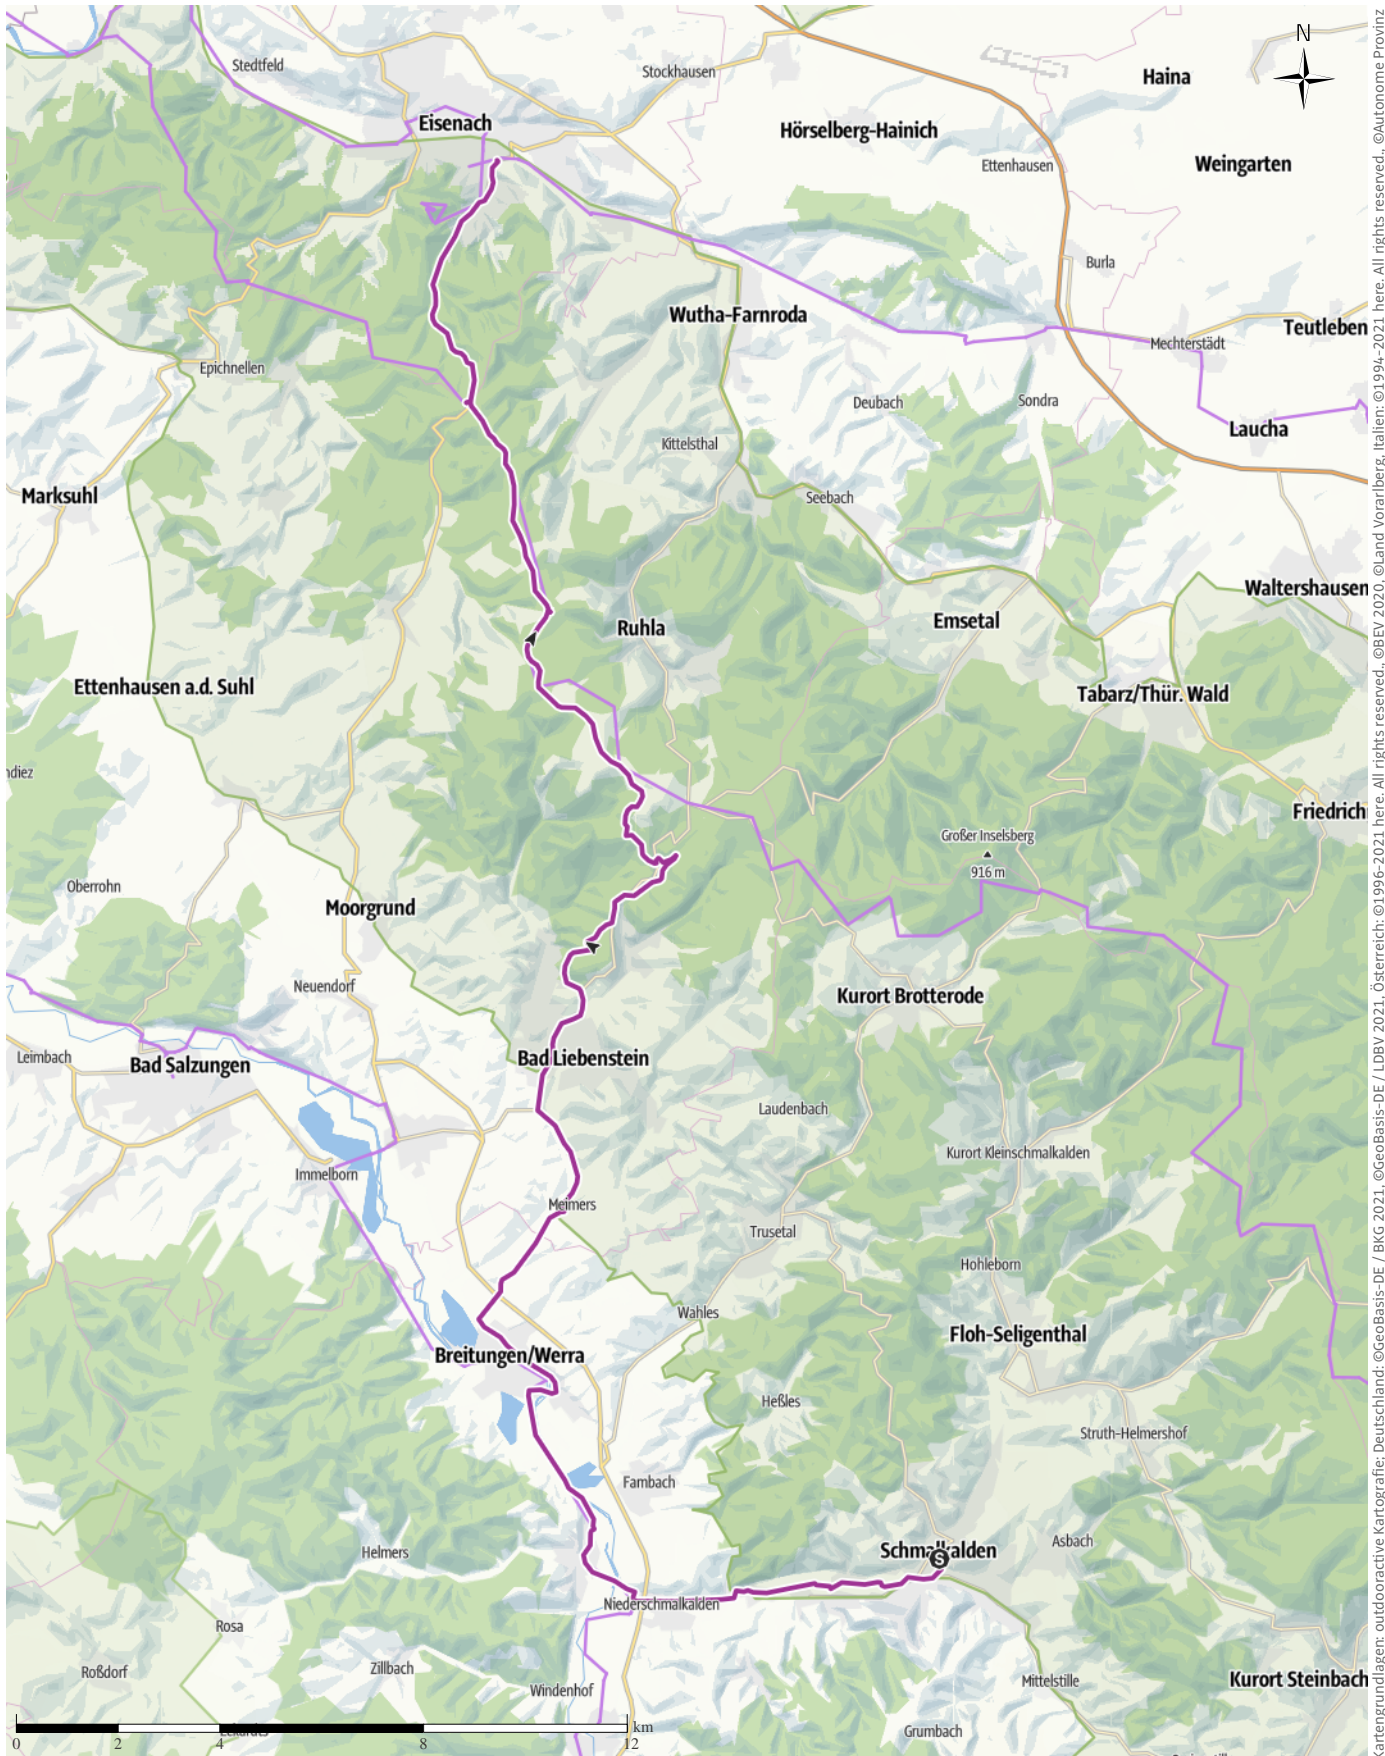 N
Stedtfeld
Stockhausen
Haina
Eisenach
Hörselberg-Hainich
Ettenhausen
Weingarten
Burla
Wutha-Farnroda
Teutleben
Mechterstädt
Epichnellen
Deubach
Sondra
Laucha
Kittelsthal
Marksuhl
Seebach
Waltershausen
Ruhla
Emsetal
Ettenhausen a.d. Suhl
Tabarz/Thür. Wald
ndiez
Friedrich
Großer Inselsberg
916 m
Oberrohn
Moorgrund
Neuendorf
Kurort Brotterode
Leimbach
Bad Salzungen
Bad Liebenstein
Laudenbach
Kurort Kleinschmalkalden
Immelborn
Meimers
Trusetal
Hohleborn
Wahles
Floh-Seligenthal
Breitungen/Werra
Heßles
Struth-Helmershof
Fambach
Asbach
Helmers
Schmalkalden
S
Niederschmalkalden
Rosa
Roßdorf
Zillbach
Windenhof
Mittelstille
Kurort Steinbach
Grumbach
Eckardts
km
0 2 4 8 12
artengrundlagen: outdooractive Kartografie; Deutschland: ©GeoBasis-DE / BKG 2021, ©GeoBasis-DE / LDBV 2021, Österreich: ©1996-2021 here. All rights reserved., ©BEV 2020, ©Land Vorarlberg, Italien: ©1994-2021 here. All rights reserved., ©Autonome Provinz